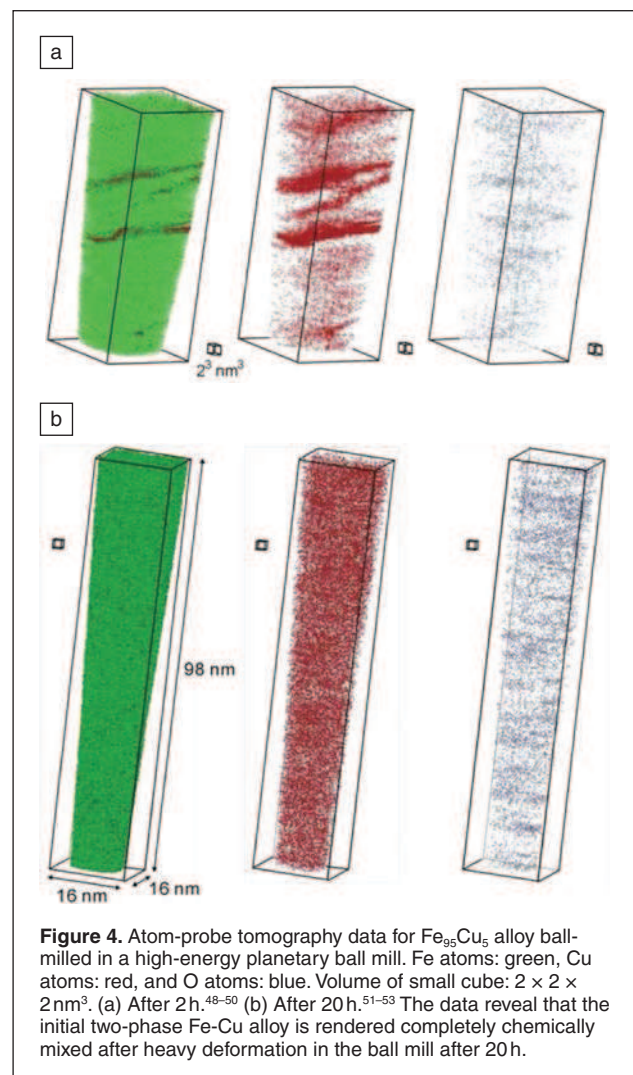 a
2³ nm³
b
98 nm
16 nm
16 nm
Figure 4. Atom-probe tomography data for Fe₉₅Cu₅ alloy ball-
milled in a high-energy planetary ball mill. Fe atoms: green, Cu
atoms: red, and O atoms: blue. Volume of small cube: 2 × 2 ×
2 nm³. (a) After 2 h.⁴⁸⁻⁵⁰ (b) After 20 h.⁵¹⁻⁵³ The data reveal that the
initial two-phase Fe-Cu alloy is rendered completely chemically
mixed after heavy deformation in the ball mill after 20 h.